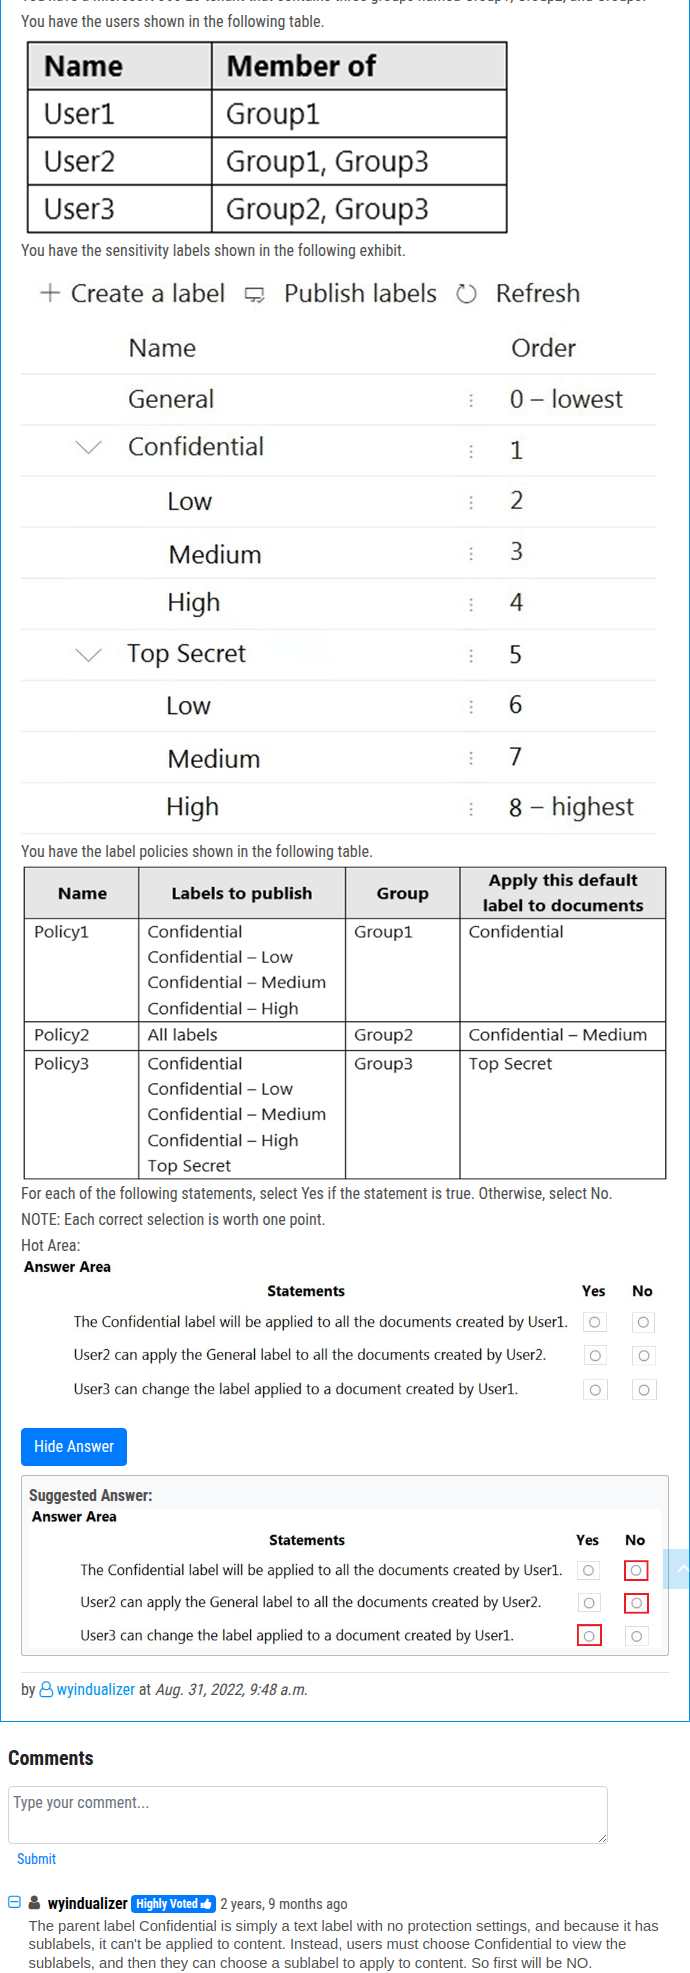 You have the users shown in the following table.
Name Member of
User1 Group1
User2 Group1, Group3
User3 Group2, Group3
You have the sensitivity labels shown in the following exhibit.
+ Create a label Publish labels Refresh
Name Order
General 0 – lowest
Confidential 1
Low 2
Medium 3
High 4
Top Secret 5
Low 6
Medium 7
High 8 – highest
You have the label policies shown in the following table.
Name Labels to publish Group Apply this default label to documents
Policy1 Confidential Group1 Confidential
Confidential – Low
Confidential – Medium
Confidential – High
Policy2 All labels Group2 Confidential – Medium
Policy3 Confidential Group3 Top Secret
Confidential – Low
Confidential – Medium
Confidential – High
Top Secret
For each of the following statements, select Yes if the statement is true. Otherwise, select No.
NOTE: Each correct selection is worth one point.
Hot Area:
Answer Area
Statements Yes No
The Confidential label will be applied to all the documents created by User1.
User2 can apply the General label to all the documents created by User2.
User3 can change the label applied to a document created by User1.
Hide Answer
Suggested Answer:
Answer Area
Statements Yes No
The Confidential label will be applied to all the documents created by User1.
User2 can apply the General label to all the documents created by User2.
User3 can change the label applied to a document created by User1.
by wyindualizer at Aug. 31, 2022, 9:48 a.m.
Comments
Type your comment...
Submit
wyindualizer Highly Voted 2 years, 9 months ago
The parent label Confidential is simply a text label with no protection settings, and because it has
sublabels, it can't be applied to content. Instead, users must choose Confidential to view the
sublabels, and then they can choose a sublabel to apply to content. So first will be NO.